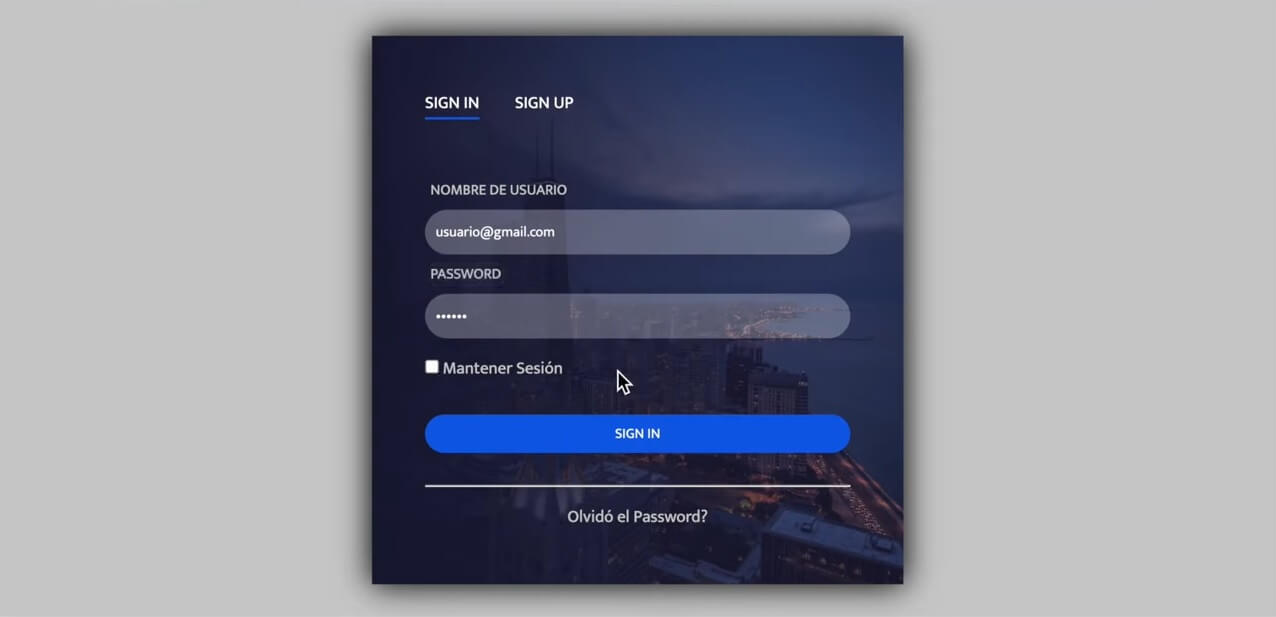 SIGN IN SIGN UP
NOMBRE DE USUARIO
usuario@gmail.com
PASSWORD
••••••
Mantener Sesión
SIGN IN
Olvidó el Password?